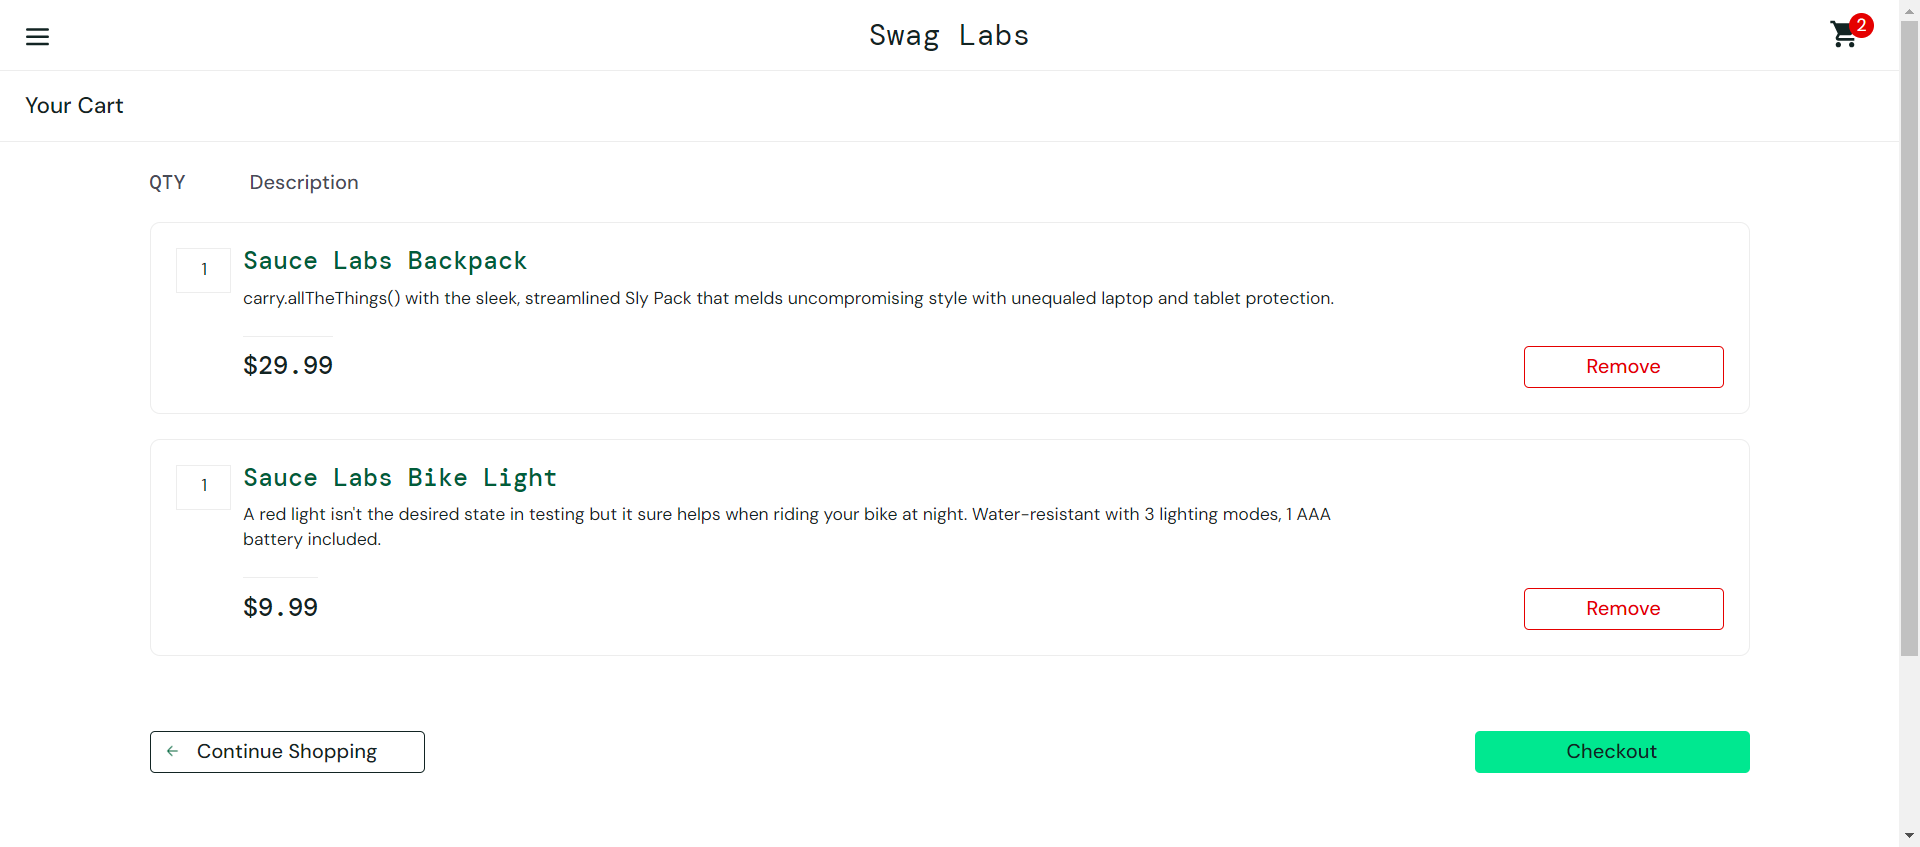 Swag Labs
2
Your Cart
QTY Description
1
Sauce Labs Backpack
carry.allTheThings() with the sleek, streamlined Sly Pack that melds uncompromising style with unequaled laptop and tablet protection.
$29.99
Remove
1
Sauce Labs Bike Light
A red light isn't the desired state in testing but it sure helps when riding your bike at night. Water-resistant with 3 lighting modes, 1 AAA
battery included.
$9.99
Remove
Continue Shopping
Checkout